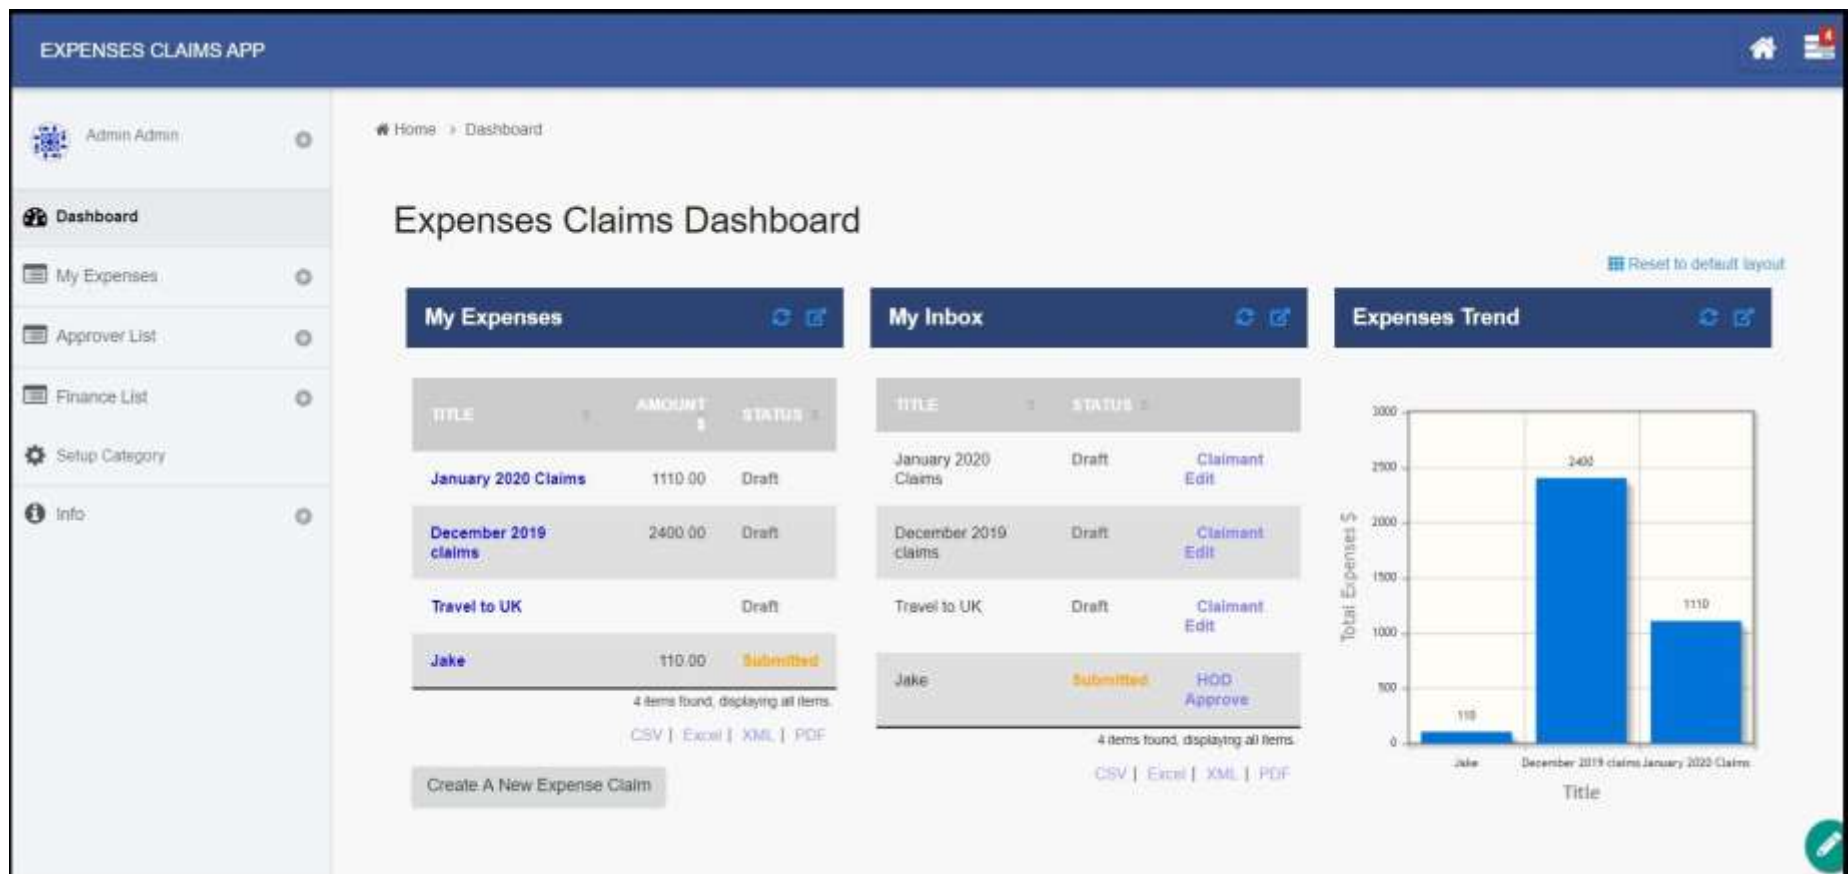 EXPENSES CLAIMS APP
4
Admin Admin
Home > Dashboard
Dashboard
My Expenses
Approver List
Finance List
Setup Category
Info
Expenses Claims Dashboard
Reset to default layout
My Expenses
TITLE AMOUNT STATUS
$
January 2020 Claims 1110.00 Draft
December 2019 2400.00 Draft
claims
Travel to UK Draft
Jake 110.00 Submitted
4 items found, displaying all items.
CSV | Excel | XML | PDF
Create A New Expense Claim
My Inbox
TITLE STATUS
January 2020 Draft Claimant
Claims Edit
December 2019 Draft Claimant
claims Edit
Travel to UK Draft Claimant
Edit
Jake Submitted HOD
Approve
4 items found, displaying all items.
CSV | Excel | XML | PDF
Expenses Trend
Total Expenses $
3000
2500
2000
1500
1000
500
0
110
2400
1110
Jake December 2019 claims January 2020 Claims
Title